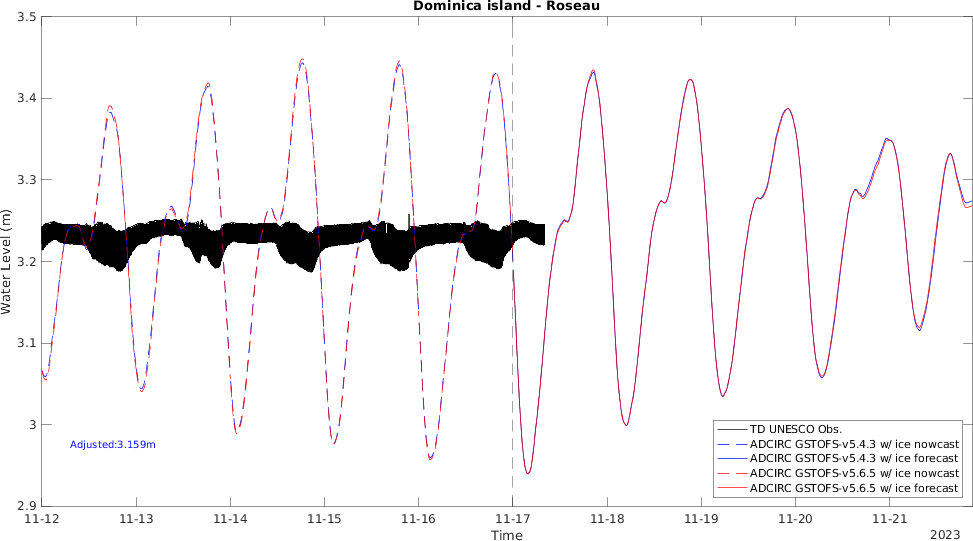 Dominica island - Roseau
3.5
3.4
3.3
3.2
3.1
3
2.9
Water Level (m)
Adjusted:3.159m
TD UNESCO Obs.
ADCIRC GSTOFS-v5.4.3 w/ ice nowcast
ADCIRC GSTOFS-v5.4.3 w/ ice forecast
ADCIRC GSTOFS-v5.6.5 w/ ice nowcast
ADCIRC GSTOFS-v5.6.5 w/ ice forecast
11-12 11-13 11-14 11-15 11-16 11-17 11-18 11-19 11-20 11-21
Time
2023